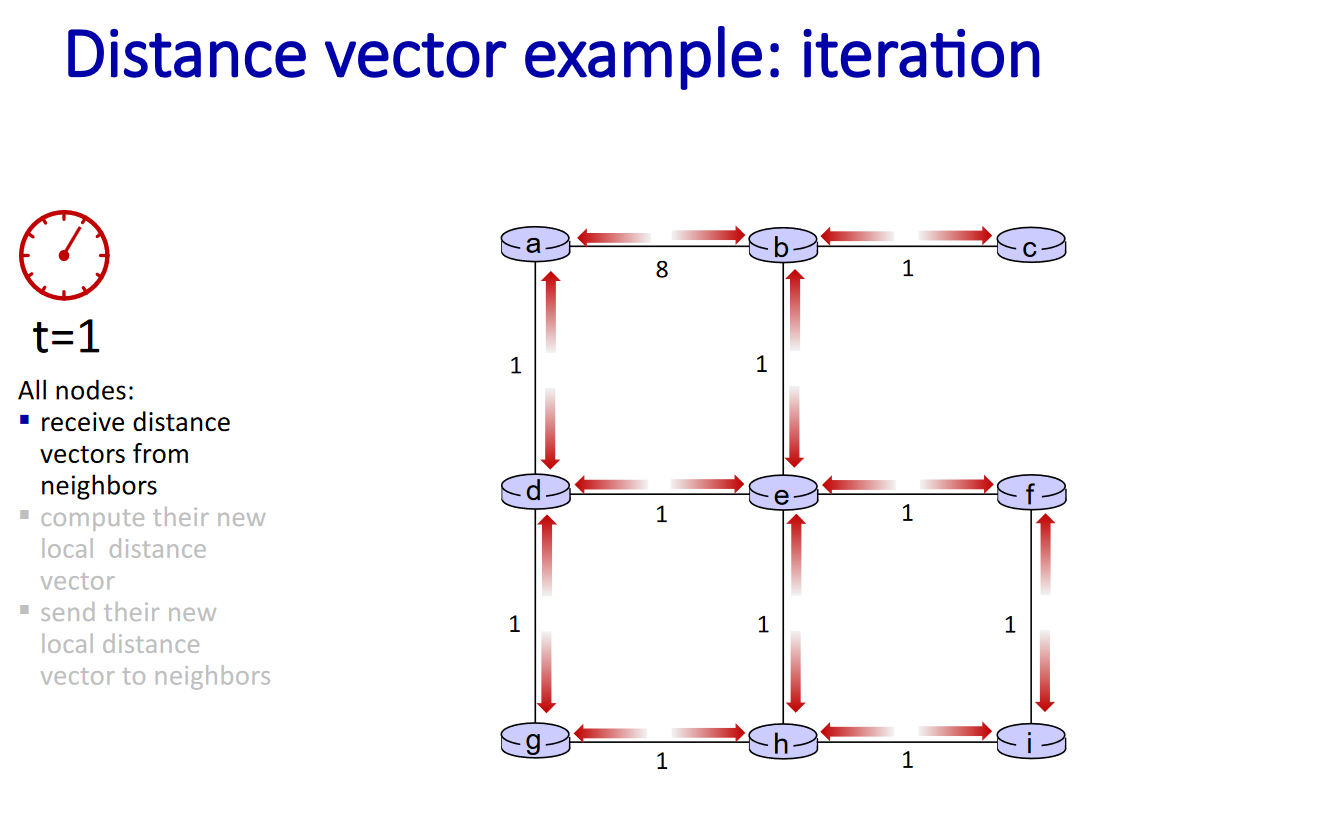 Distance vector example: iteration
a
b
c
8
1
t=1
1
1
All nodes:
▪ receive distance
vectors from
neighbors
▪ compute their new
local distance
vector
▪ send their new
local distance
vector to neighbors
d
e
f
1
1
1
1
1
g
h
i
1
1